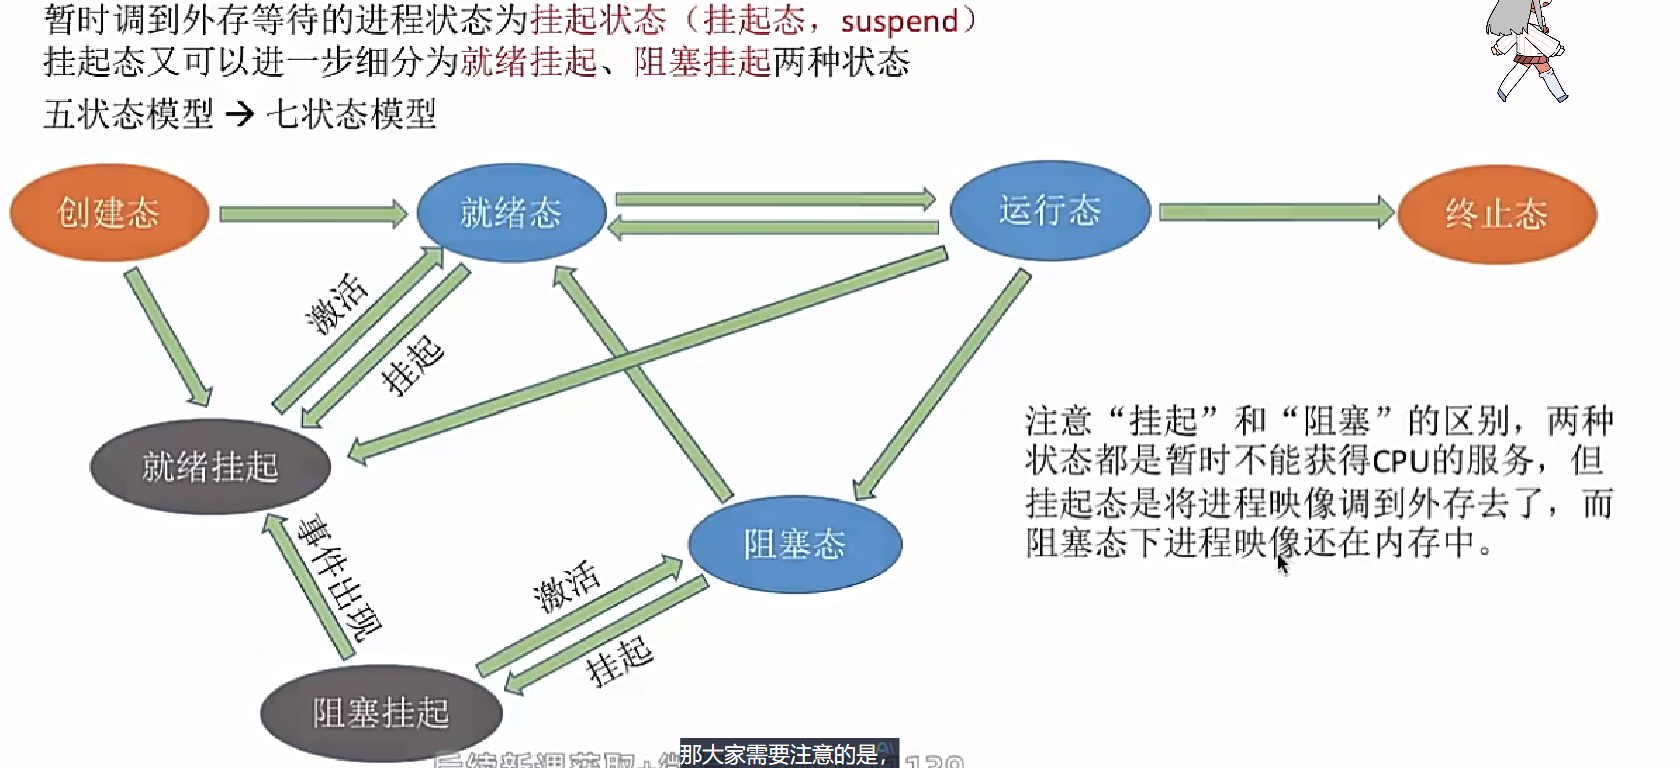 暂时调到外存等待的进程状态为挂起状态（挂起态，suspend）
挂起态又可以进一步细分为就绪挂起、阻塞挂起两种状态
五状态模型 → 七状态模型
创建态
就绪态
运行态
终止态
激活
挂起
就绪挂起
注意“挂起”和“阻塞”的区别，两种
状态都是暂时不能获得CPU的服务，但
挂起态是将进程映像调到外存去了，而
阻塞态下进程映像还在内存中。
事件出现
阻塞态
激活
挂起
阻塞挂起
那大家需要注意的是，